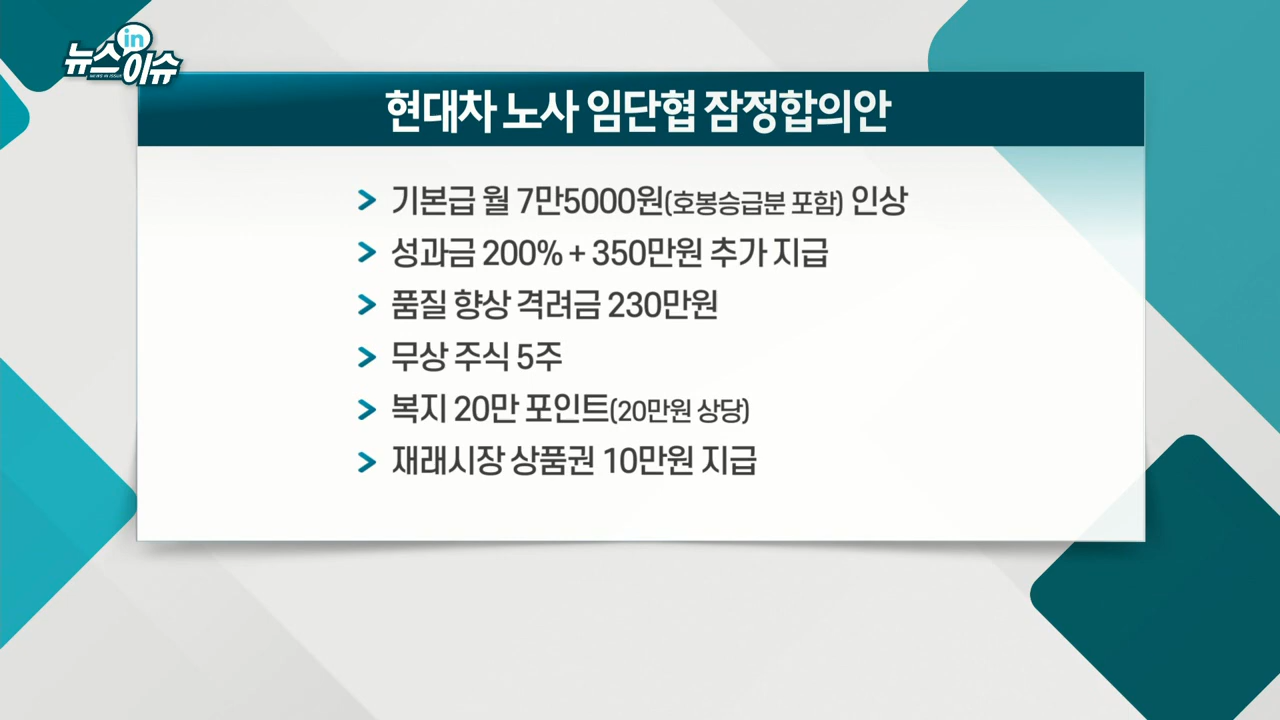 뉴스 in 이슈
NEWS IN ISSUE
현대차 노사 임단협 잠정합의안
기본급 월 7만5000원(호봉승급분 포함) 인상
성과금 200% + 350만원 추가 지급
품질 향상 격려금 230만원
무상 주식 5주
복지 20만 포인트(20만원 상당)
재래시장 상품권 10만원 지급